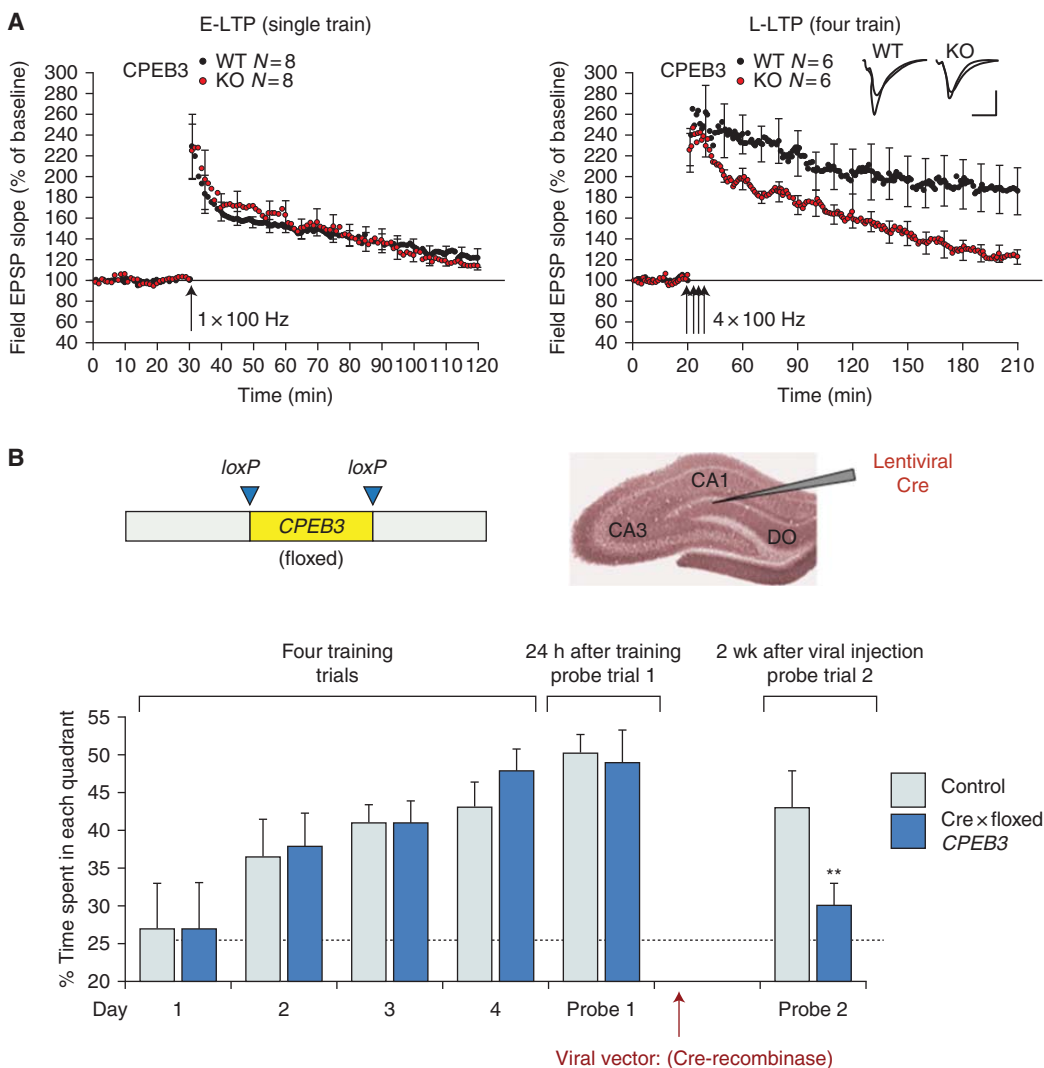 A
E-LTP (single train)
CPEB3
WT N=8
KO N=8
Field EPSP slope (% of baseline)
300
280
260
240
220
200
180
160
140
120
100
80
60
40
1×100 Hz
0 10 20 30 40 50 60 70 80 90 100 110 120
Time (min)
L-LTP (four train)
CPEB3
WT N=6
KO N=6
WT KO
Field EPSP slope (% of baseline)
300
280
260
240
220
200
180
160
140
120
100
80
60
40
4×100 Hz
0 20 60 90 120 150 180 210
Time (min)
B
loxP loxP
CPEB3
(floxed)
CA1
CA3
DO
Lentiviral
Cre
Four training
trials
24 h after training
probe trial 1
2 wk after viral injection
probe trial 2
% Time spent in each quadrant
55
50
45
40
35
30
25
20
**
Control
Cre×floxed
CPEB3
Day 1 2 3 4 Probe 1 Probe 2
Viral vector: (Cre-recombinase)